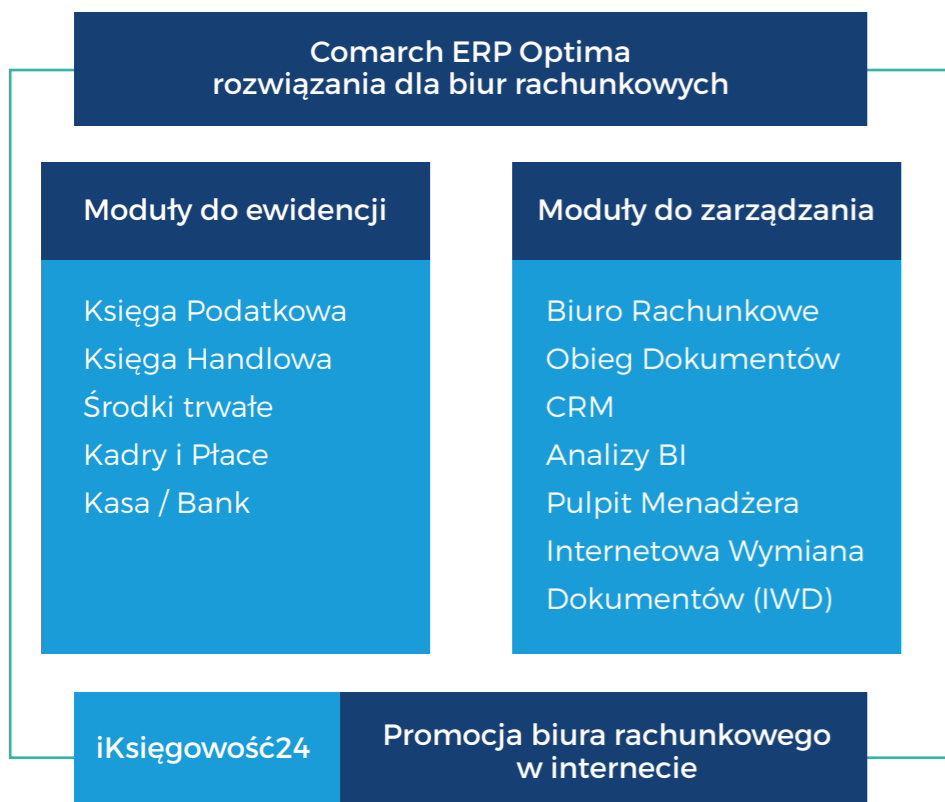 Comarch ERP Optima
rozwiązania dla biur rachunkowych
Moduły do ewidencji
Księga Podatkowa
Księga Handlowa
Środki trwałe
Kadry i Płace
Kasa / Bank
Moduły do zarządzania
Biuro Rachunkowe
Obieg Dokumentów
CRM
Analizy BI
Pulpit Menadżera
Internetowa Wymiana
Dokumentów (IWD)
iKsięgowość24
Promocja biura rachunkowego
w internecie